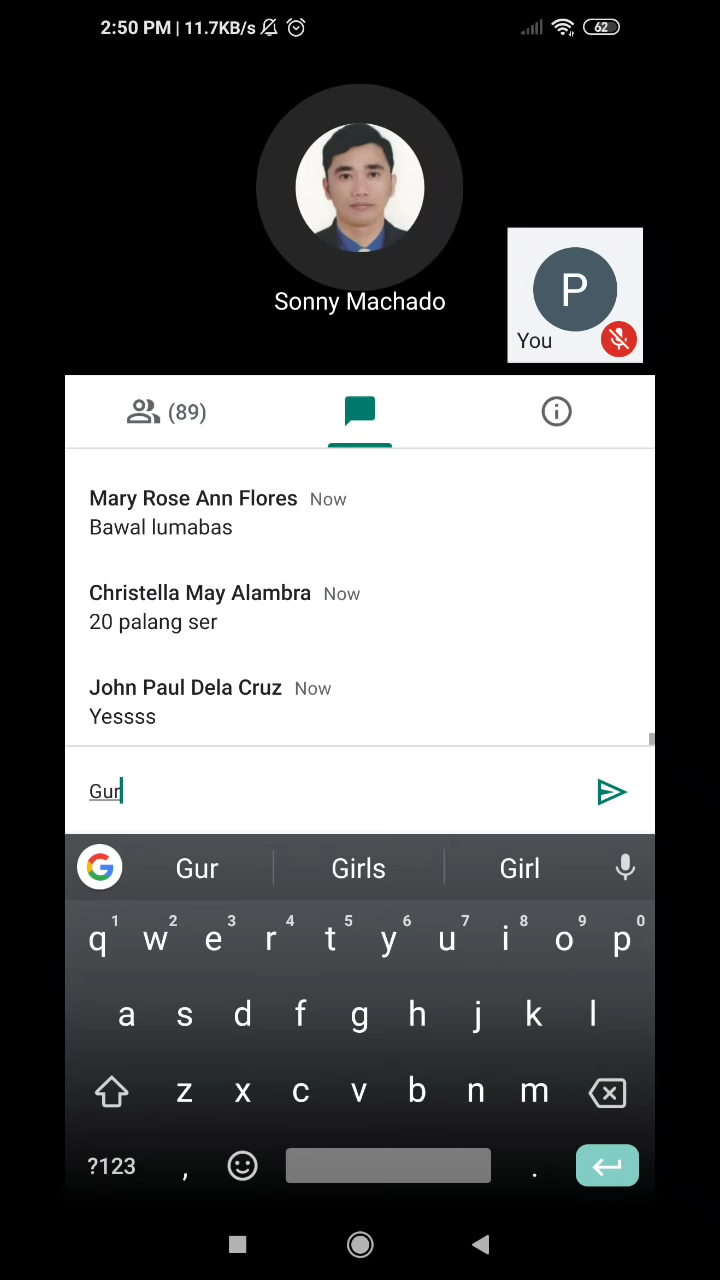 2:50 PM | 11.7KB/s 62
Sonny Machado
P
You
(89)
Mary Rose Ann Flores Now
Bawal lumabas
Christella May Alambra Now
20 palang ser
John Paul Dela Cruz Now
Yessss
Gur
G Gur Girls Girl
1 2 3 4 5 6 7 8 9 0
q w e r t y u i o p
a s d f g h j k l
z x c v b n m
?123 , .